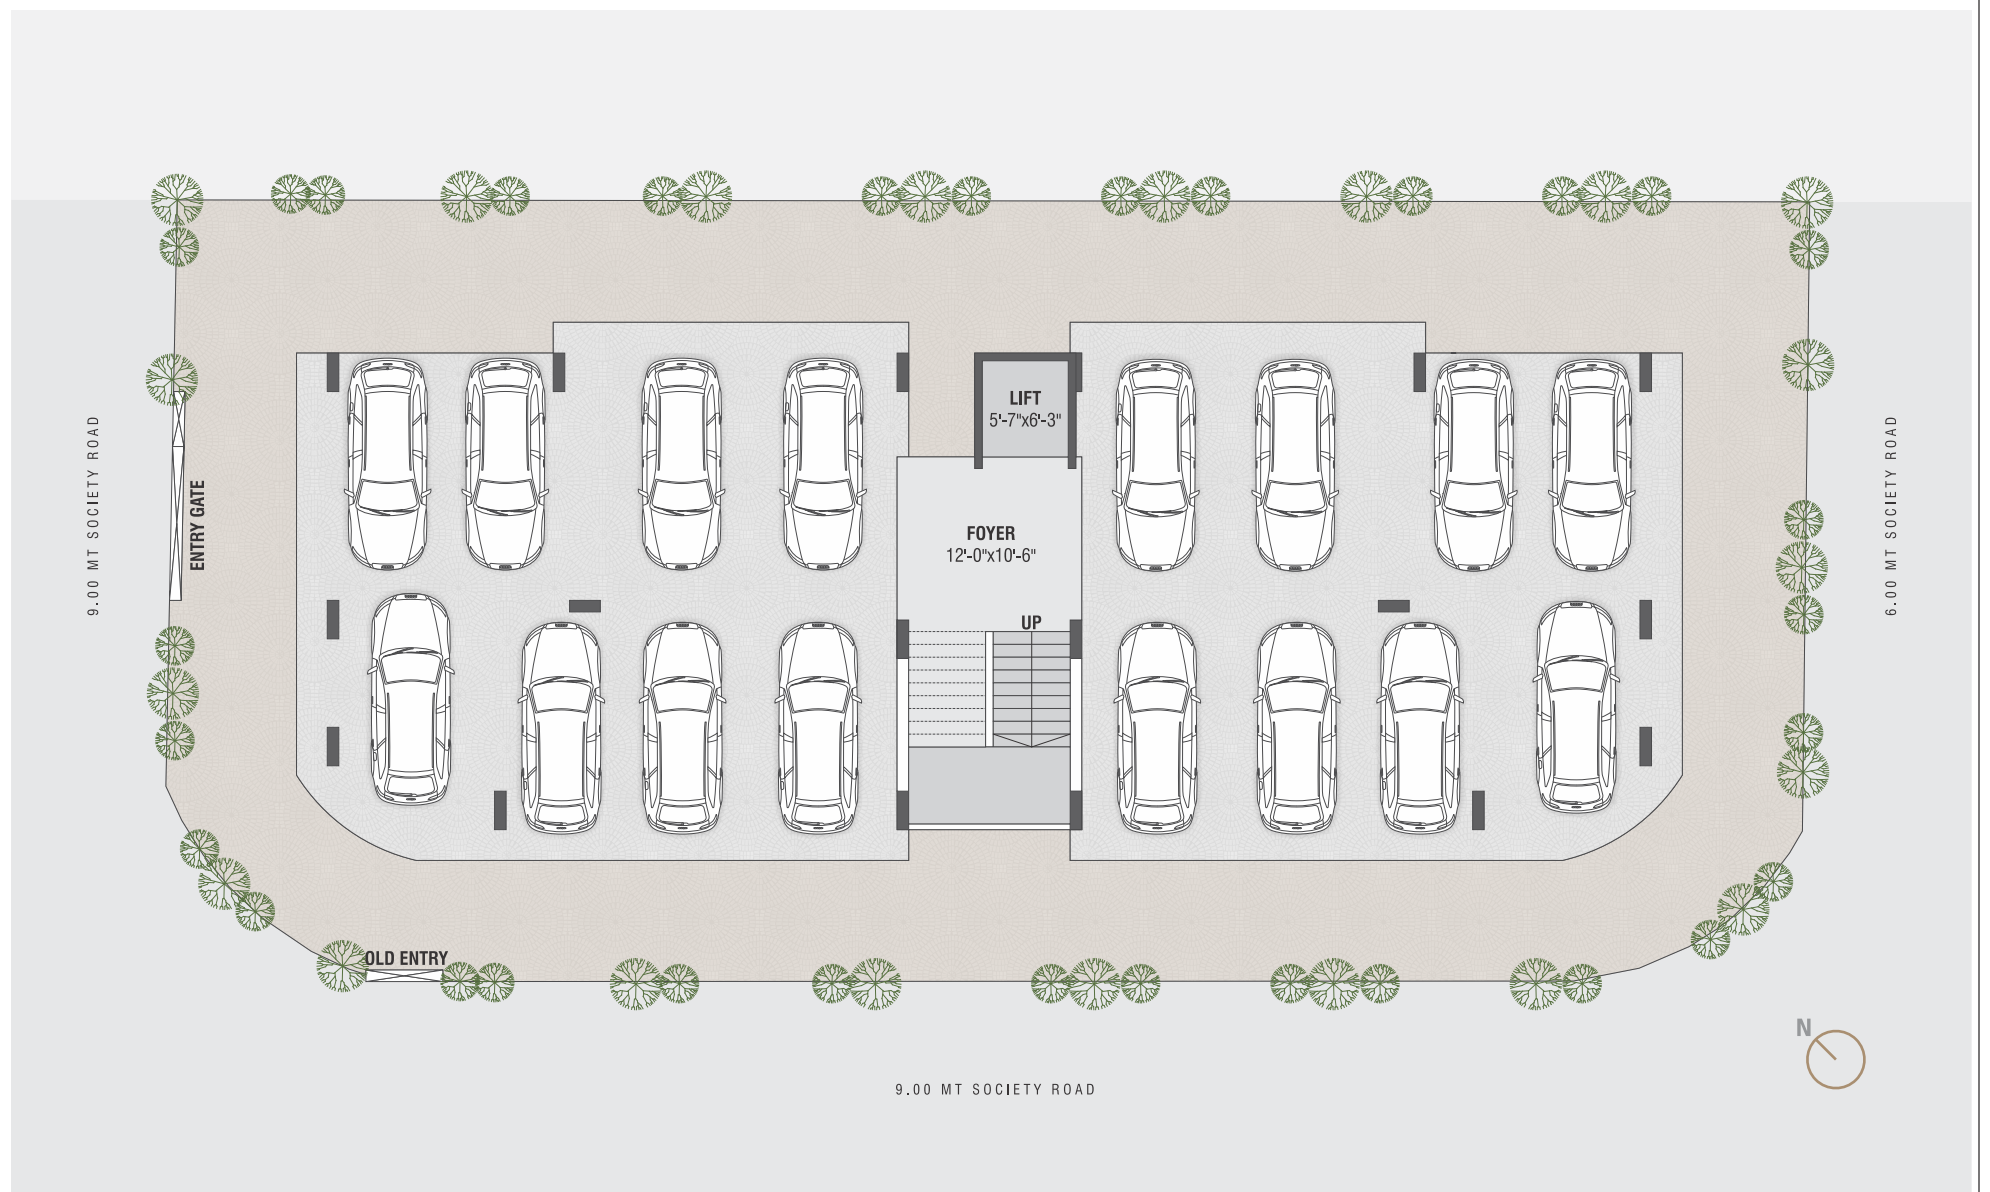 LIFT
5'-7"x6'-3"
9.00 MT SOCIETY ROAD
ENTRY GATE
6.00 MT SOCIETY ROAD
FOYER
12'-0"x10'-6"
UP
OLD ENTRY
N
9.00 MT SOCIETY ROAD